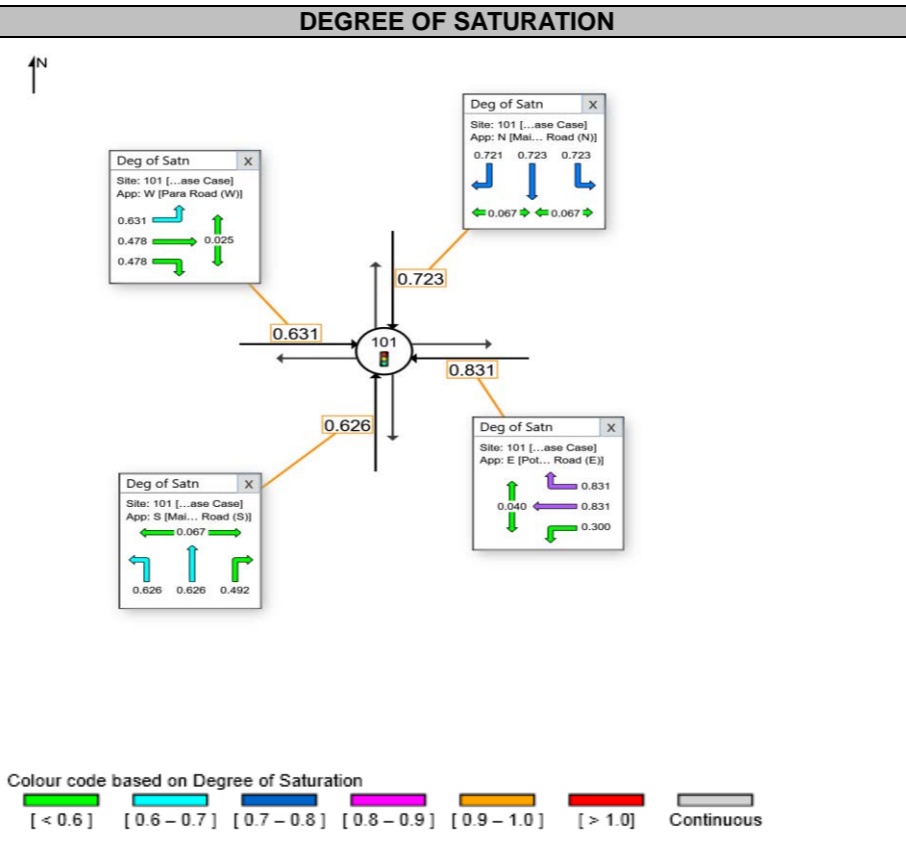 DEGREE OF SATURATION
N
Deg of Satn X
Site: 101 [...ase Case]
App: N [Mai... Road (N)]
0.721 0.723 0.723
0.067 0.067
Deg of Satn X
Site: 101 [...ase Case]
App: W [Para Road (W)]
0.631
0.478 0.025
0.478
0.723
0.631
101
0.831
0.626
Deg of Satn X
Site: 101 [...ase Case]
App: E [Pot... Road (E)]
0.831
0.040 0.831
0.300
Deg of Satn X
Site: 101 [...ase Case]
App: S [Mai... Road (S)]
0.067
0.626 0.626 0.492
Colour code based on Degree of Saturation
[ < 0.6 ] [ 0.6 – 0.7 ] [ 0.7 – 0.8 ] [ 0.8 – 0.9 ] [ 0.9 – 1.0 ] [ > 1.0] Continuous